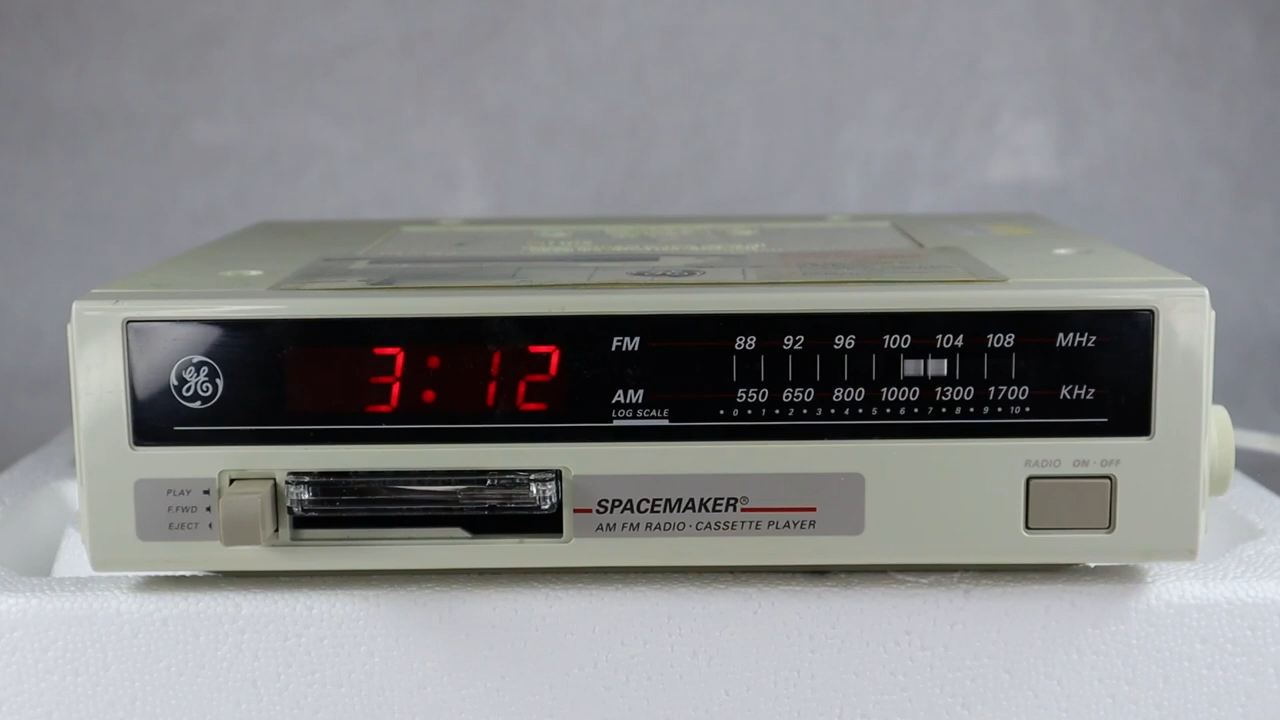 GE
3:12
FM 88 92 96 100 104 108 MHz
AM 550 650 800 1000 1300 1700 KHz
LOG SCALE • 0 • 1 • 2 • 3 • 4 • 5 • 6 • 7 • 8 • 9 • 10 •
PLAY
F.FWD
EJECT
SPACEMAKER®
AM FM RADIO · CASSETTE PLAYER
RADIO ON · OFF